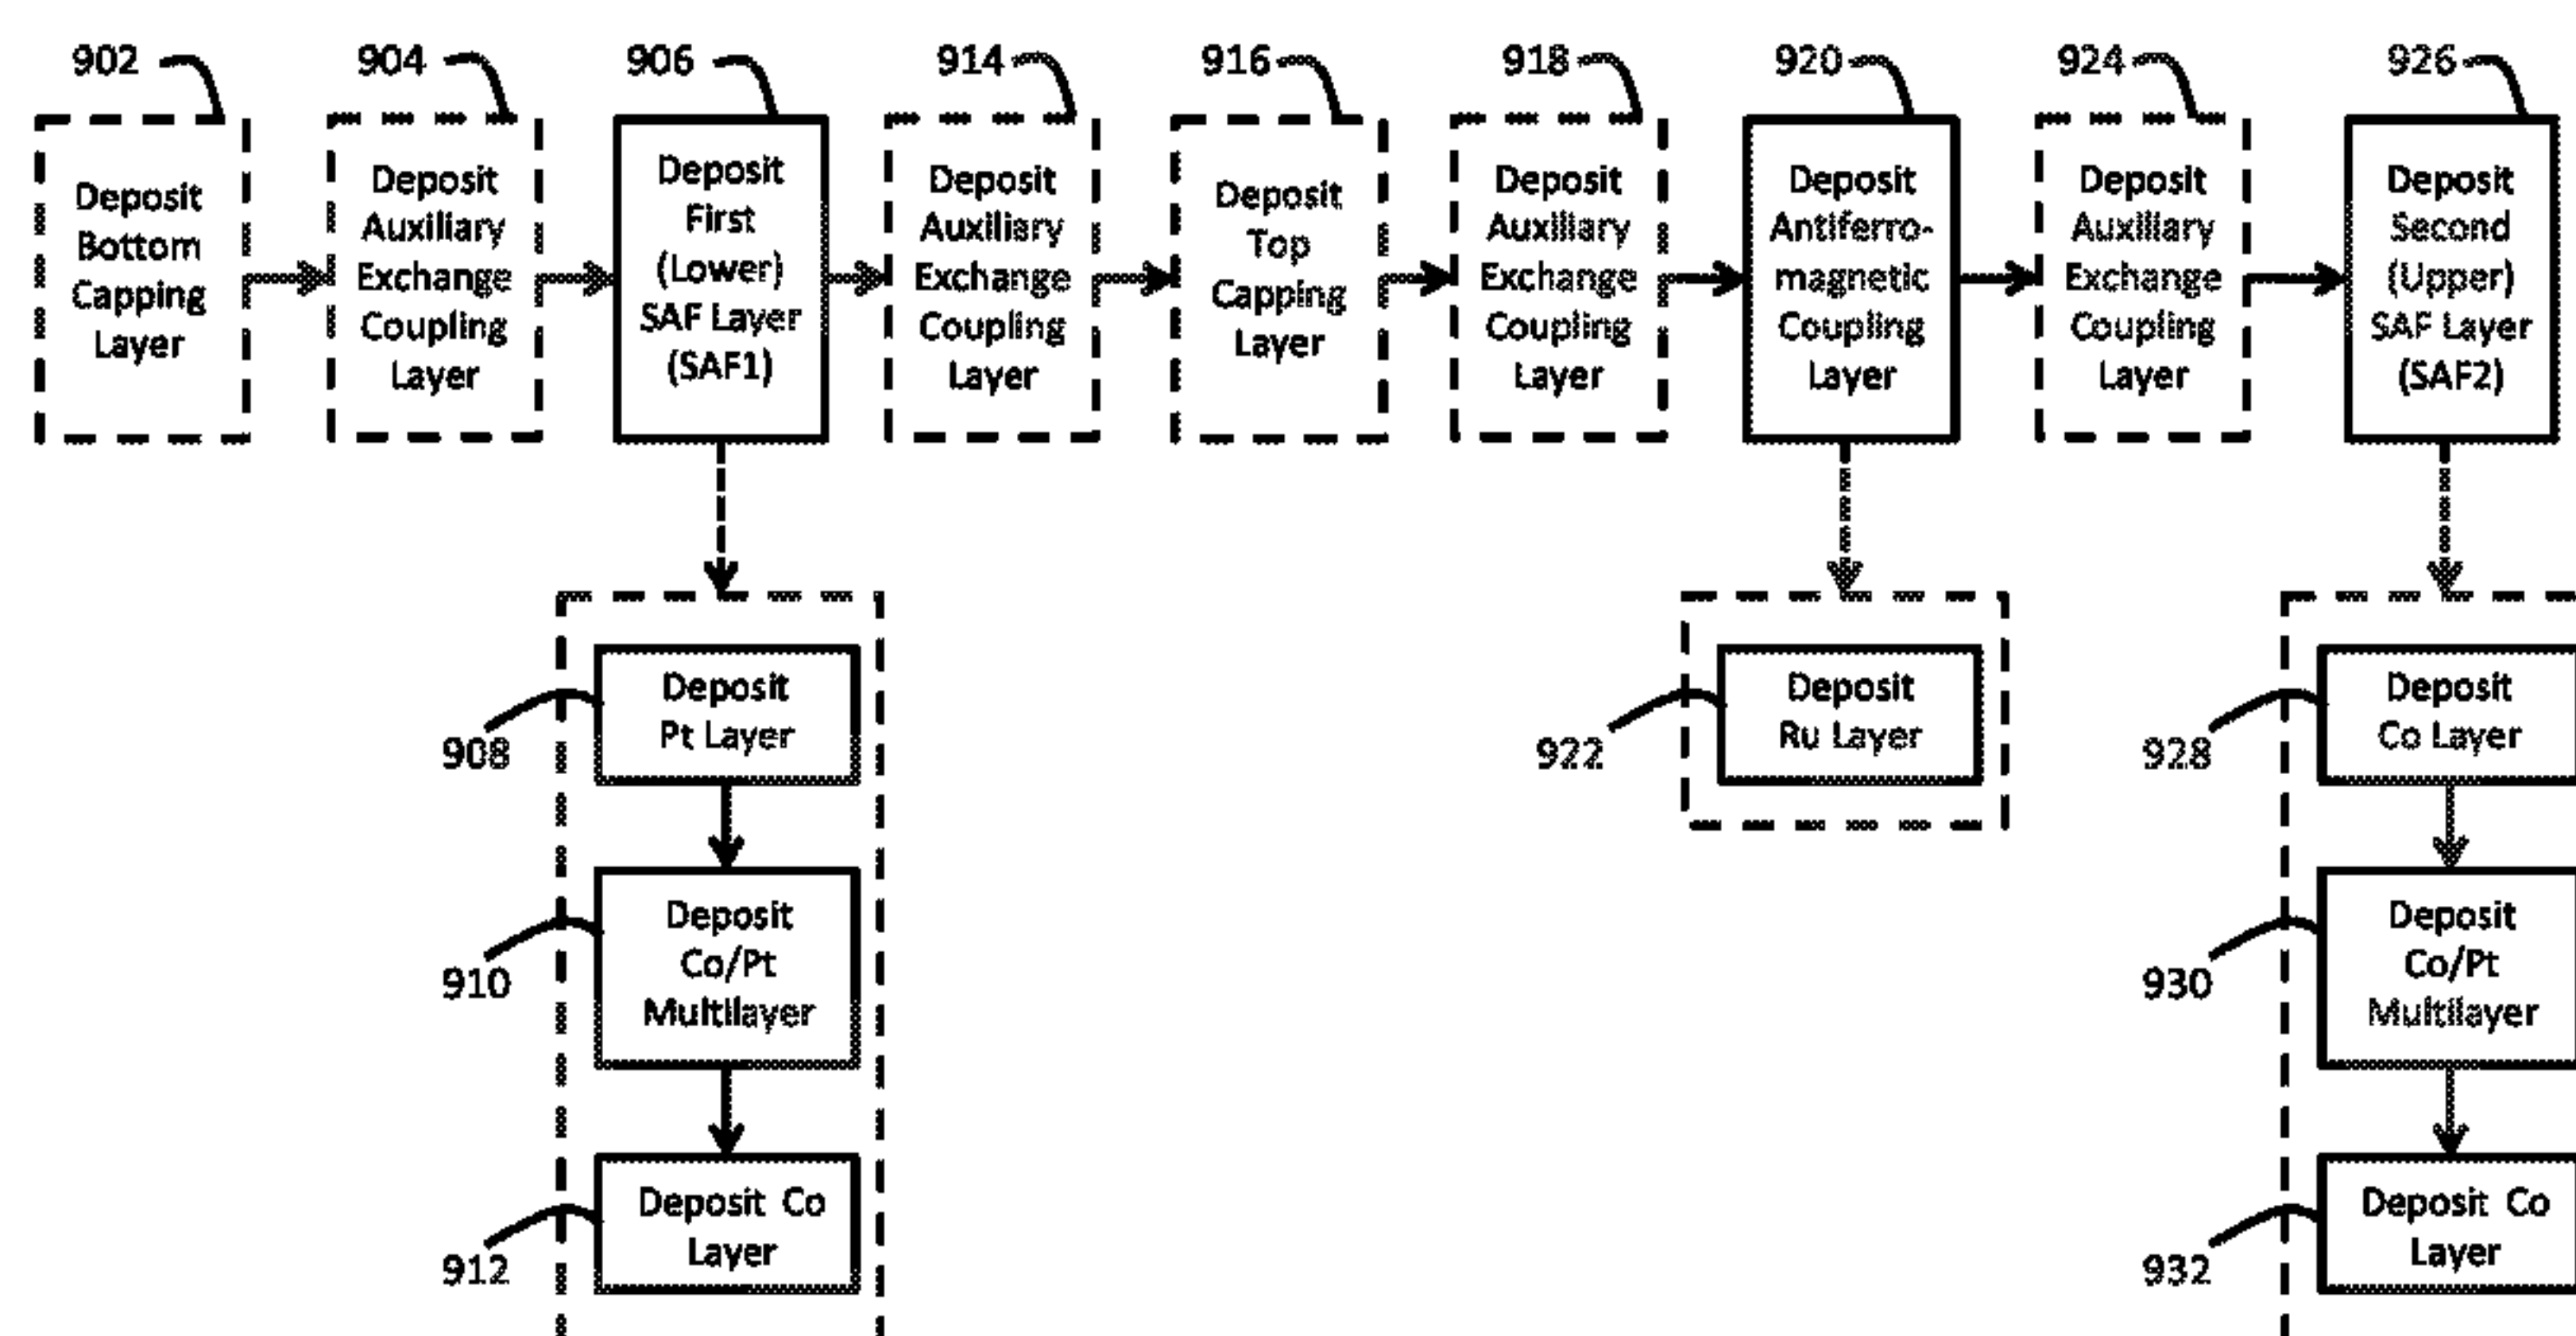 902
904
906
914
916
918
920
924
926
Deposit
Bottom
Capping
Layer
Deposit
Auxiliary
Exchange
Coupling
Layer
Deposit
First
(Lower)
SAF Layer
(SAF1)
Deposit
Auxiliary
Exchange
Coupling
Layer
Deposit
Top
Capping
Layer
Deposit
Auxiliary
Exchange
Coupling
Layer
Deposit
Antiferro-
magnetic
Coupling
Layer
Deposit
Auxiliary
Exchange
Coupling
Layer
Deposit
Second
(Upper)
SAF Layer
(SAF2)
Deposit
Pt Layer
908
Deposit
Co/Pt
Multilayer
910
Deposit Co
Layer
912
Deposit
Ru Layer
922
Deposit
Co Layer
928
Deposit
Co/Pt
Multilayer
930
Deposit Co
Layer
932